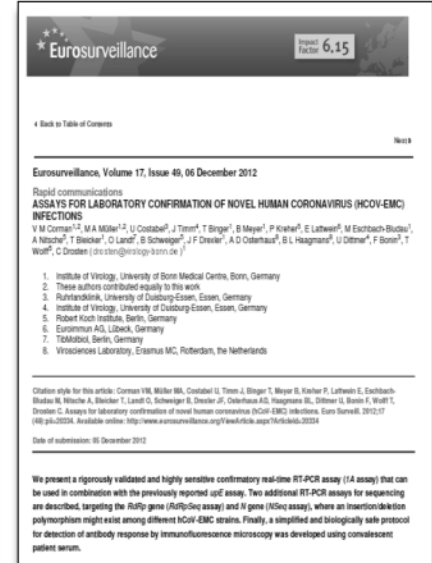 Eurosurveillance
Impact
Factor 6,15
Back to Table of Contents
Next
Eurosurveillance, Volume 17, Issue 49, 06 December 2012
Rapid communications
ASSAYS FOR LABORATORY CONFIRMATION OF NOVEL HUMAN CORONAVIRUS (HCOV-EMC)
INFECTIONS
V M Corman1,2, M A Müller1,2, U Costabel3, J Timm4, T Binger1, B Meyer1, P Kreher5, E Lattwein6, M Eschbach-Bludau1,
A Nitsche5, T Bleicker1, O Landt7, B Schweiger5, J F Drexler1, A D Osterhaus8, B L Haagmans8, U Dittmer4, F Bonin3, T
Wolff5, C Drosten (drosten@virology-bonn.de)1
1. Institute of Virology, University of Bonn Medical Centre, Bonn, Germany
2. These authors contributed equally to this work
3. Ruhrlandklinik, University of Duisburg-Essen, Essen, Germany
4. Institute of Virology, University of Duisburg-Essen, Essen, Germany
5. Robert Koch Institute, Berlin, Germany
6. Euroimmun AG, Lübeck, Germany
7. TibMolbiol, Berlin, Germany
8. Virosciences Laboratory, Erasmus MC, Rotterdam, the Netherlands
Citation style for this article: Corman VM, Müller MA, Costabel U, Timm J, Binger T, Meyer B, Kreher P, Lattwein E, Eschbach-
Bludau M, Nitsche A, Bleicker T, Landt O, Schweiger B, Drexler JF, Osterhaus AD, Haagmans BL, Dittmer U, Bonin F, Wolff T,
Drosten C. Assays for laboratory confirmation of novel human coronavirus (hCoV-EMC) infections. Euro Surveill. 2012;17
(49):pii=20334. Available online: http://www.eurosurveillance.org/ViewArticle.aspx?ArticleId=20334
Date of submission: 05 December 2012
We present a rigorously validated and highly sensitive confirmatory real-time RT-PCR assay (1A assay) that can
be used in combination with the previously reported upE assay. Two additional RT-PCR assays for sequencing
are described, targeting the RdRp gene (RdRpSeq assay) and N gene (NSeq assay), where an insertion/deletion
polymorphism might exist among different hCoV-EMC strains. Finally, a simplified and biologically safe protocol
for detection of antibody response by immunofluorescence microscopy was developed using convalescent
patient serum.